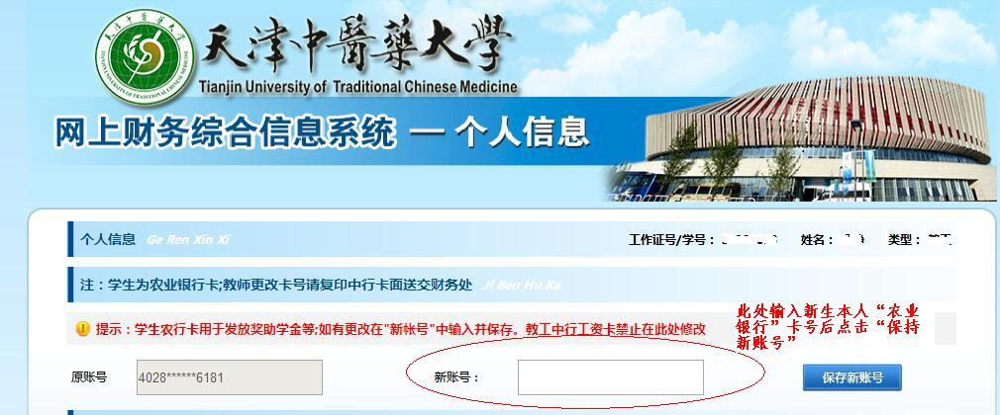 天津中醫藥大學
Tianjin University of Traditional Chinese Medicine
网上财务综合信息系统 — 个人信息
个人信息 Ge Ren Xin Xi 工作证号/学号： 姓名： 类型：
注：学生为农业银行卡;教师更改卡号请复印中行卡面送交财务处 Ji Ben Hu Ka
提示：学生农行卡用于发放奖助学金等;如有更改在"新帐号"中输入并保存。教工中行工资卡禁止在此处修改
此处输入新生本人“农业
银行”卡号后点击“保持
新账号”
原账号 4028******6181 新账号： 保存新账号